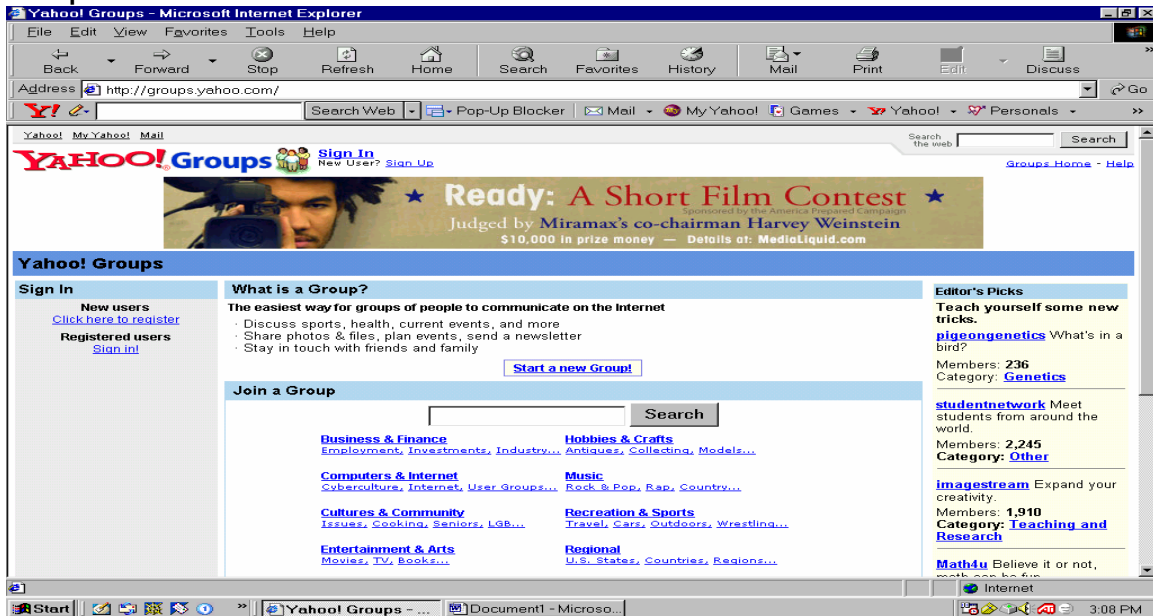 Yahoo! Groups - Microsoft Internet Explorer
File Edit View Favorites Tools Help
Back Forward Stop Refresh Home Search Favorites History Mail Print Edit Discuss »
Address http://groups.yahoo.com/ Go
Y! Search Web Pop-Up Blocker Mail My Yahoo! Games Yahoo! Personals »
Yahoo! My Yahoo! Mail
Search the web Search
YAHOO! Groups Sign In
New User? Sign Up
Groups Home - Help
Ready: A Short Film Contest
Sponsored by the America Prepared Campaign
Judged by Miramax's co-chairman Harvey Weinstein
$10,000 in prize money — Details at: MediaLiquid.com
Yahoo! Groups
Sign In
New users
Click here to register
Registered users
Sign in!
What is a Group?
The easiest way for groups of people to communicate on the Internet
· Discuss sports, health, current events, and more
· Share photos & files, plan events, send a newsletter
· Stay in touch with friends and family
Start a new Group!
Join a Group
Search
Business & Finance
Employment, Investments, Industry...
Hobbies & Crafts
Antiques, Collecting, Models...
Computers & Internet
Cyberculture, Internet, User Groups...
Music
Rock & Pop, Rap, Country...
Cultures & Community
Issues, Cooking, Seniors, LGB...
Recreation & Sports
Travel, Cars, Outdoors, Wrestling...
Entertainment & Arts
Movies, TV, Books...
Regional
U.S. States, Countries, Regions...
Editor's Picks
Teach yourself some new
tricks.
pigeongenetics What's in a
bird?
Members: 236
Category: Genetics
studentnetwork Meet
students from around the
world.
Members: 2,245
Category: Other
imagestream Expand your
creativity.
Members: 1,910
Category: Teaching and
Research
Math4u Believe it or not,
math can be fun
Internet
Start » Yahoo! Groups - ... Document1 - Microso... 3:08 PM